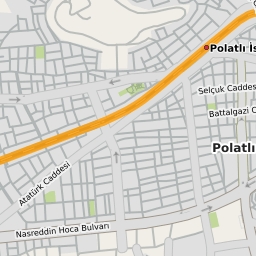 Polatlı İs
Selçuk Cadde
Battalgazi C
Polatlı
Atatürk Caddesi
Nasreddin Hoca Bulvarı